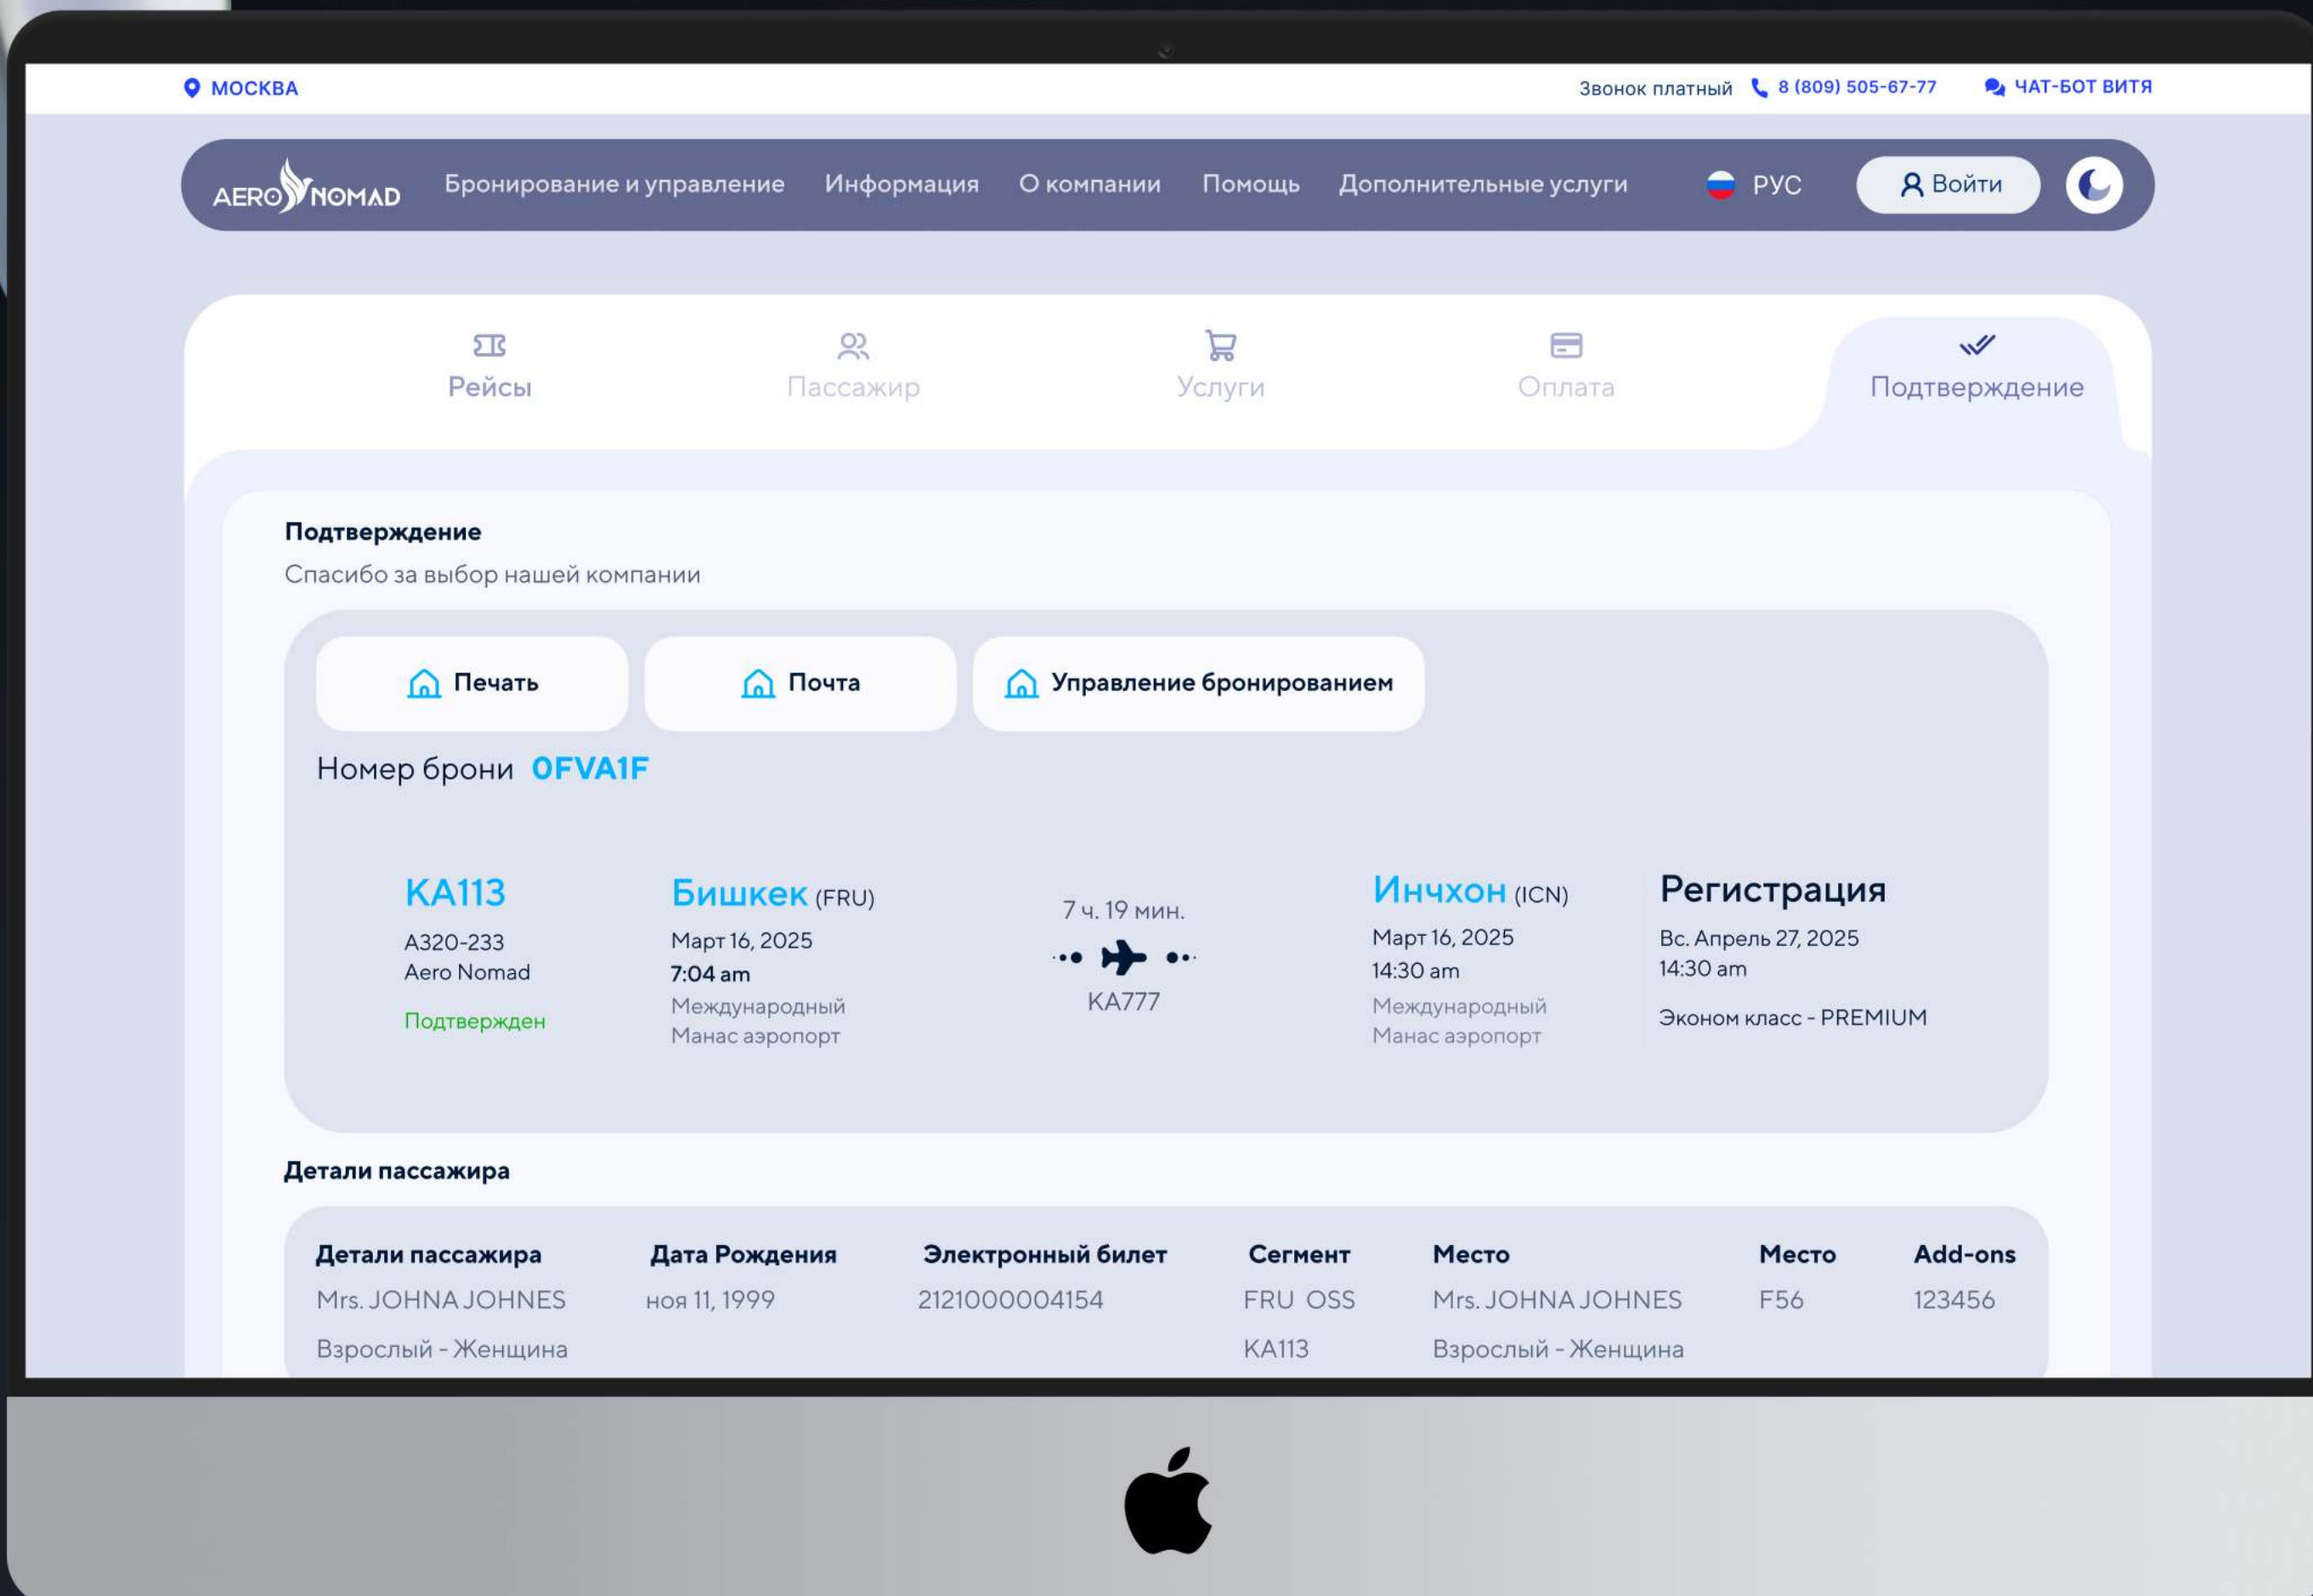 МОСКВА
Звонок платный 8 (809) 505-67-77 ЧАТ-БОТ ВИТЯ
AERO NOMAD Бронирование и управление Информация О компании Помощь Дополнительные услуги РУС Войти
Рейсы Пассажир Услуги Оплата Подтверждение
Подтверждение
Спасибо за выбор нашей компании
Печать Почта Управление бронированием
Номер брони 0FVA1F
KA113
A320-233
Aero Nomad
Подтвержден
Бишкек (FRU)
Март 16, 2025
7:04 am
Международный
Манас аэропорт
7 ч. 19 мин.
KA777
Инчхон (ICN)
Март 16, 2025
14:30 am
Международный
Манас аэропорт
Регистрация
Вс. Апрель 27, 2025
14:30 am
Эконом класс - PREMIUM
Детали пассажира
Детали пассажира Дата Рождения Электронный билет Сегмент Место Место Add-ons
Mrs. JOHNA JOHNES ноя 11, 1999 2121000004154 FRU OSS Mrs. JOHNA JOHNES F56 123456
Взрослый - Женщина KA113 Взрослый - Женщина